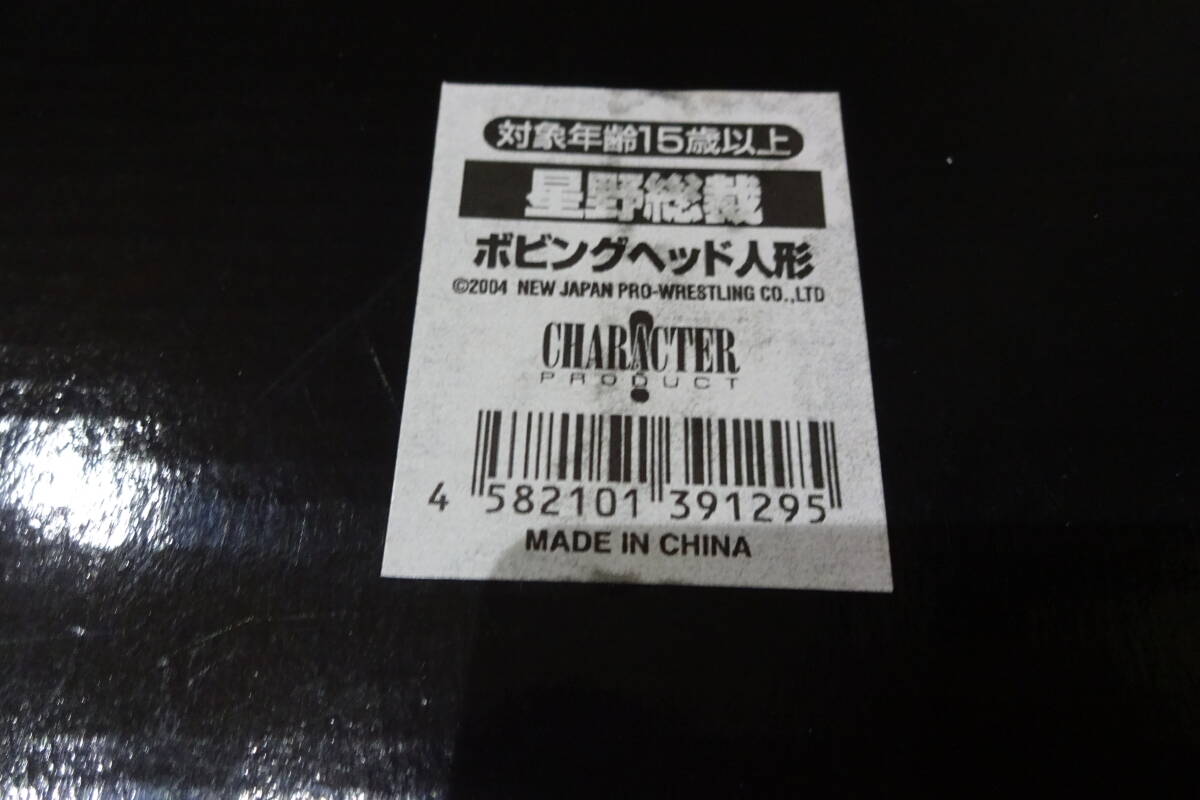 対象年齢15歳以上
星野総裁
ボビングヘッド人形
©2004 NEW JAPAN PRO-WRESTLING CO.,LTD
CHARACTER
PRODUCT
4 582101 391295
MADE IN CHINA